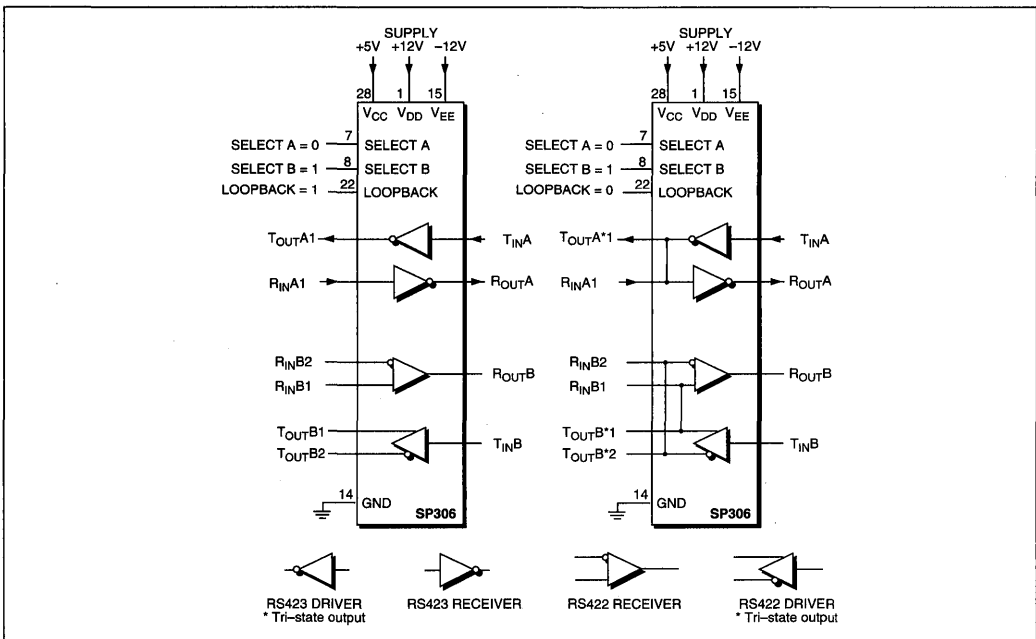 SUPPLY
+5V +12V –12V
28 1 15
VCC VDD VEE
SELECT A = 0 7 SELECT A
SELECT B = 1 8 SELECT B
LOOPBACK = 1 22 LOOPBACK
TOUTA1 TINA
RINA1 ROUTA
RINB2
ROUTB
RINB1
TOUTB1
TINB
TOUTB2
14 GND
SP306
SUPPLY
+5V +12V –12V
28 1 15
VCC VDD VEE
SELECT A = 0 7 SELECT A
SELECT B = 1 8 SELECT B
LOOPBACK = 0 22 LOOPBACK
TOUTA*1 TINA
RINA1 ROUTA
RINB2
ROUTB
RINB1
TOUTB*1
TINB
TOUTB*2
14 GND
SP306
RS423 DRIVER
* Tri–state output
RS423 RECEIVER
RS422 RECEIVER
RS422 DRIVER
* Tri–state output